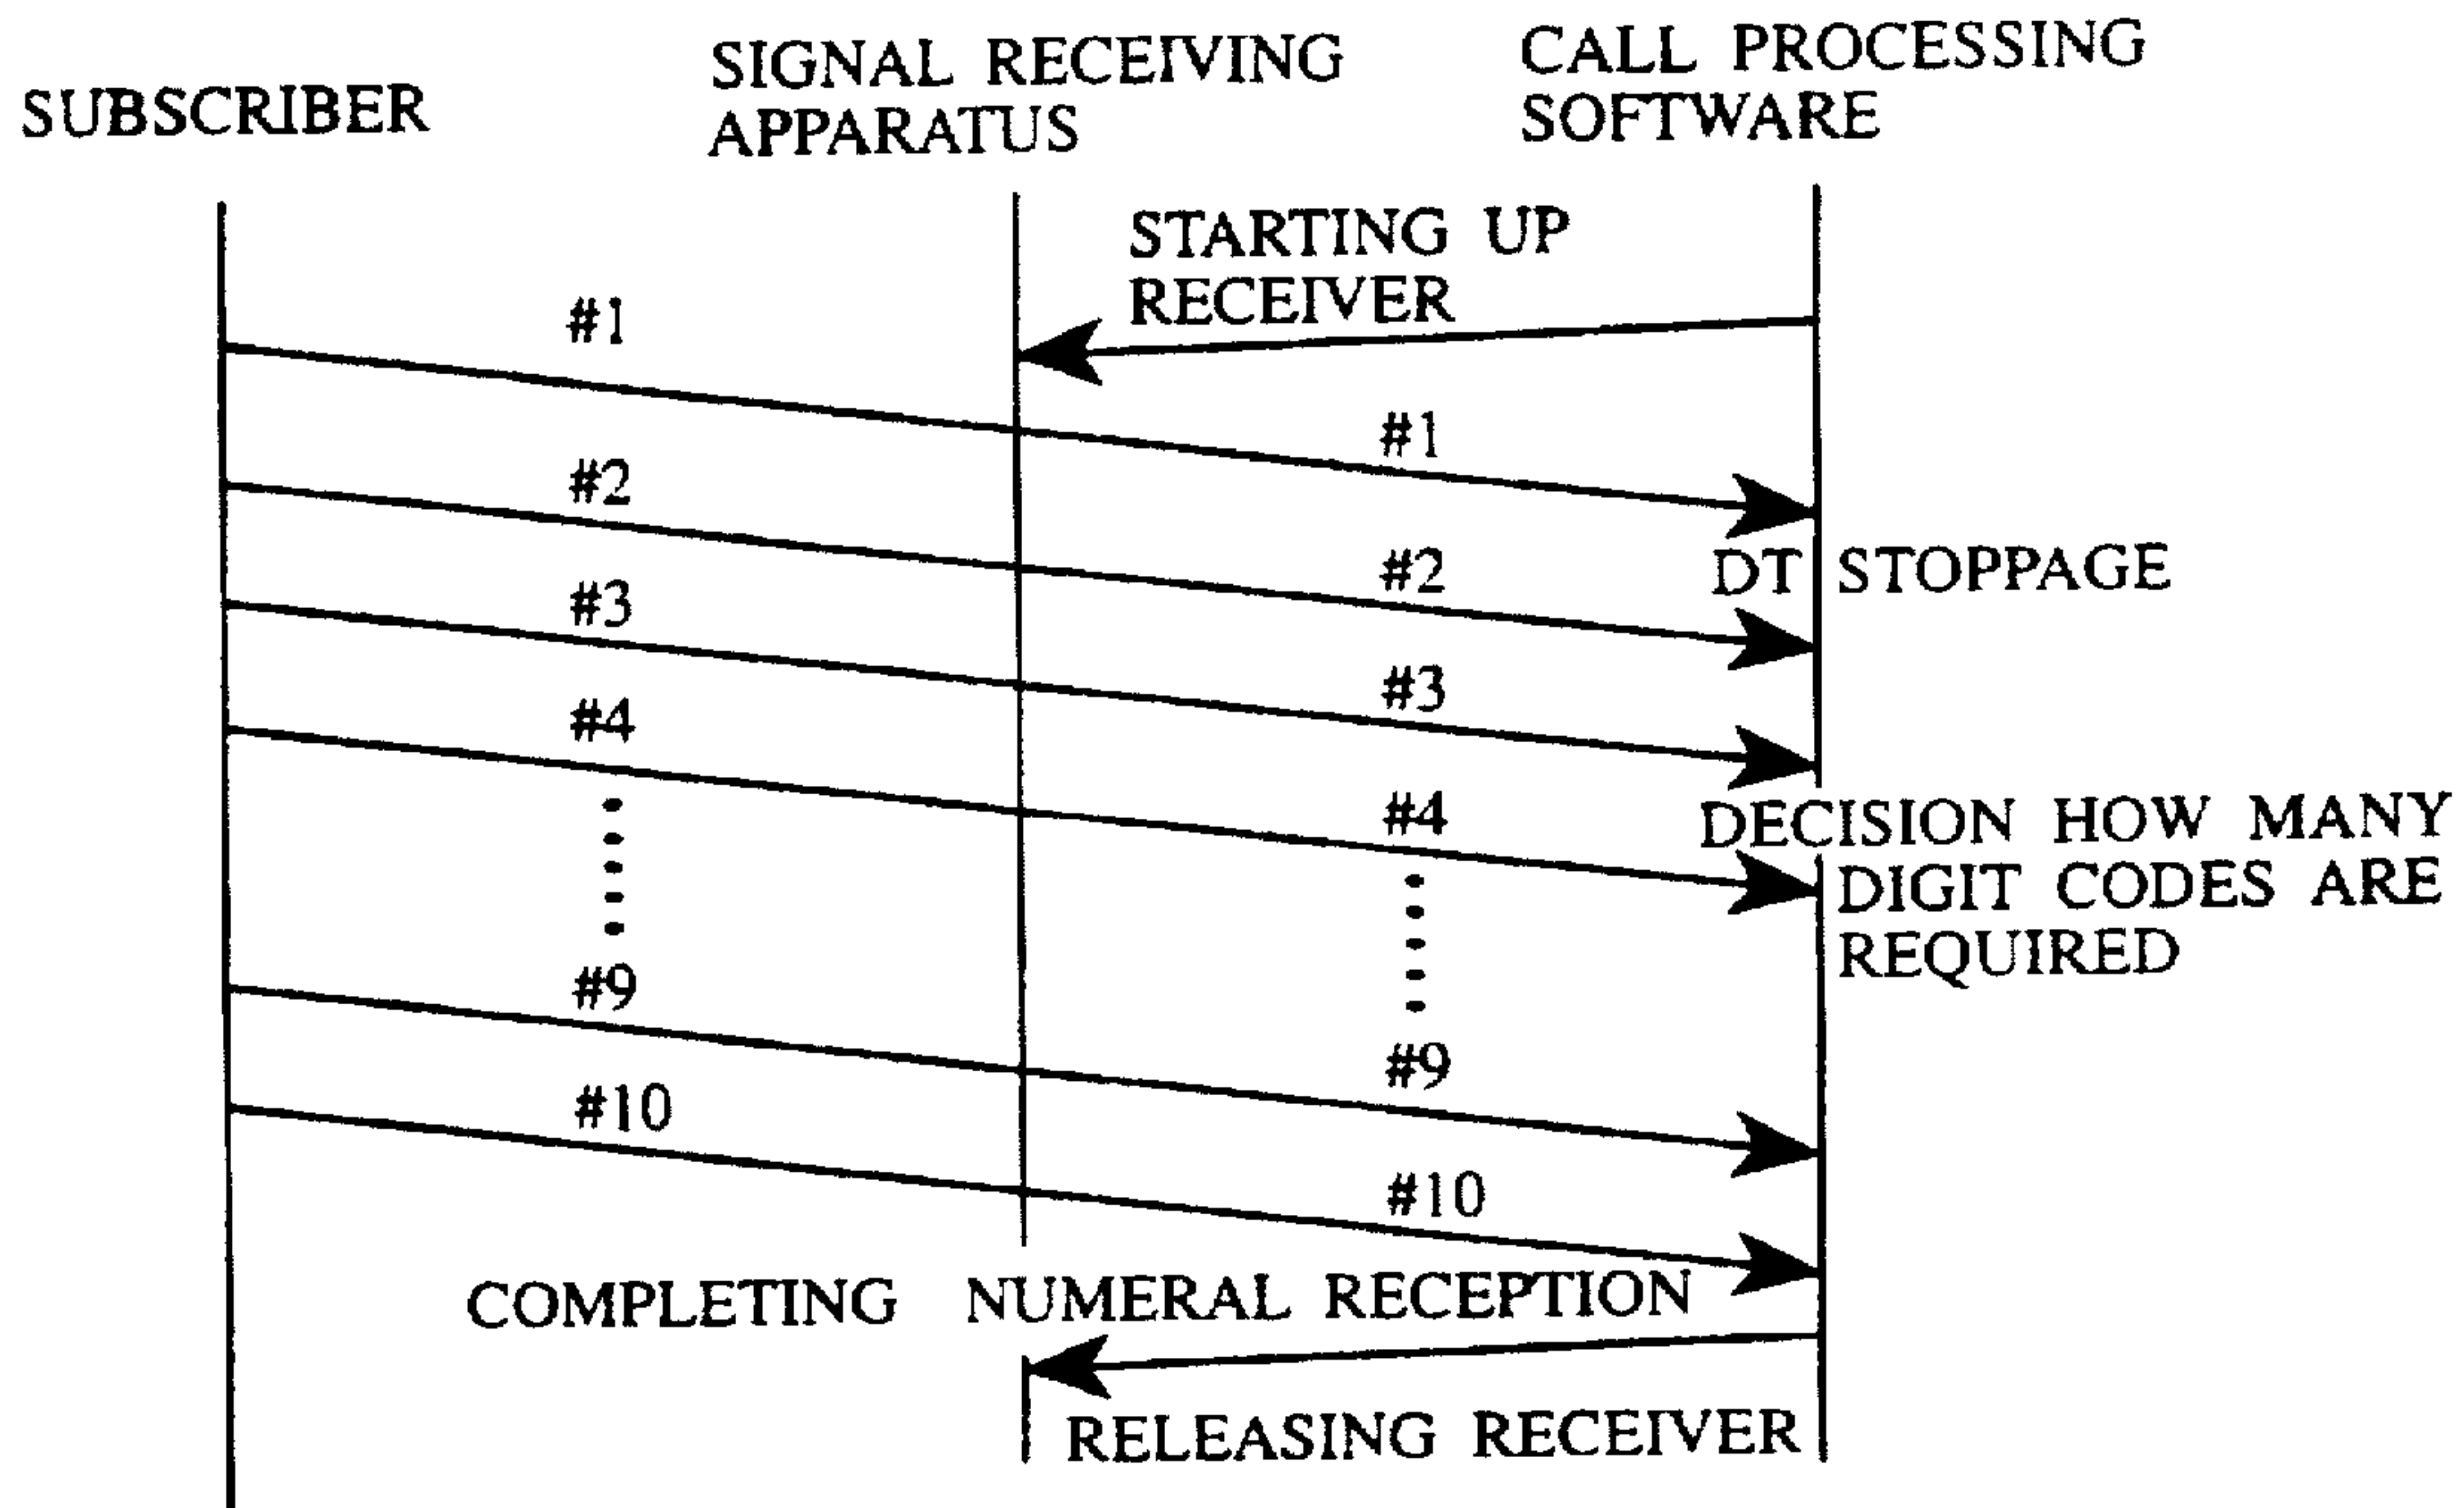 SUBSCRIBER
SIGNAL RECEIVING
APPARATUS
CALL PROCESSING
SOFTWARE
STARTING UP
RECEIVER
#1
#1
#2
#2
DT STOPPAGE
#3
#3
#4
#4
DECISION HOW MANY
DIGIT CODES ARE
REQUIRED
#9
#9
#10
#10
COMPLETING NUMERAL RECEPTION
RELEASING RECEIVER